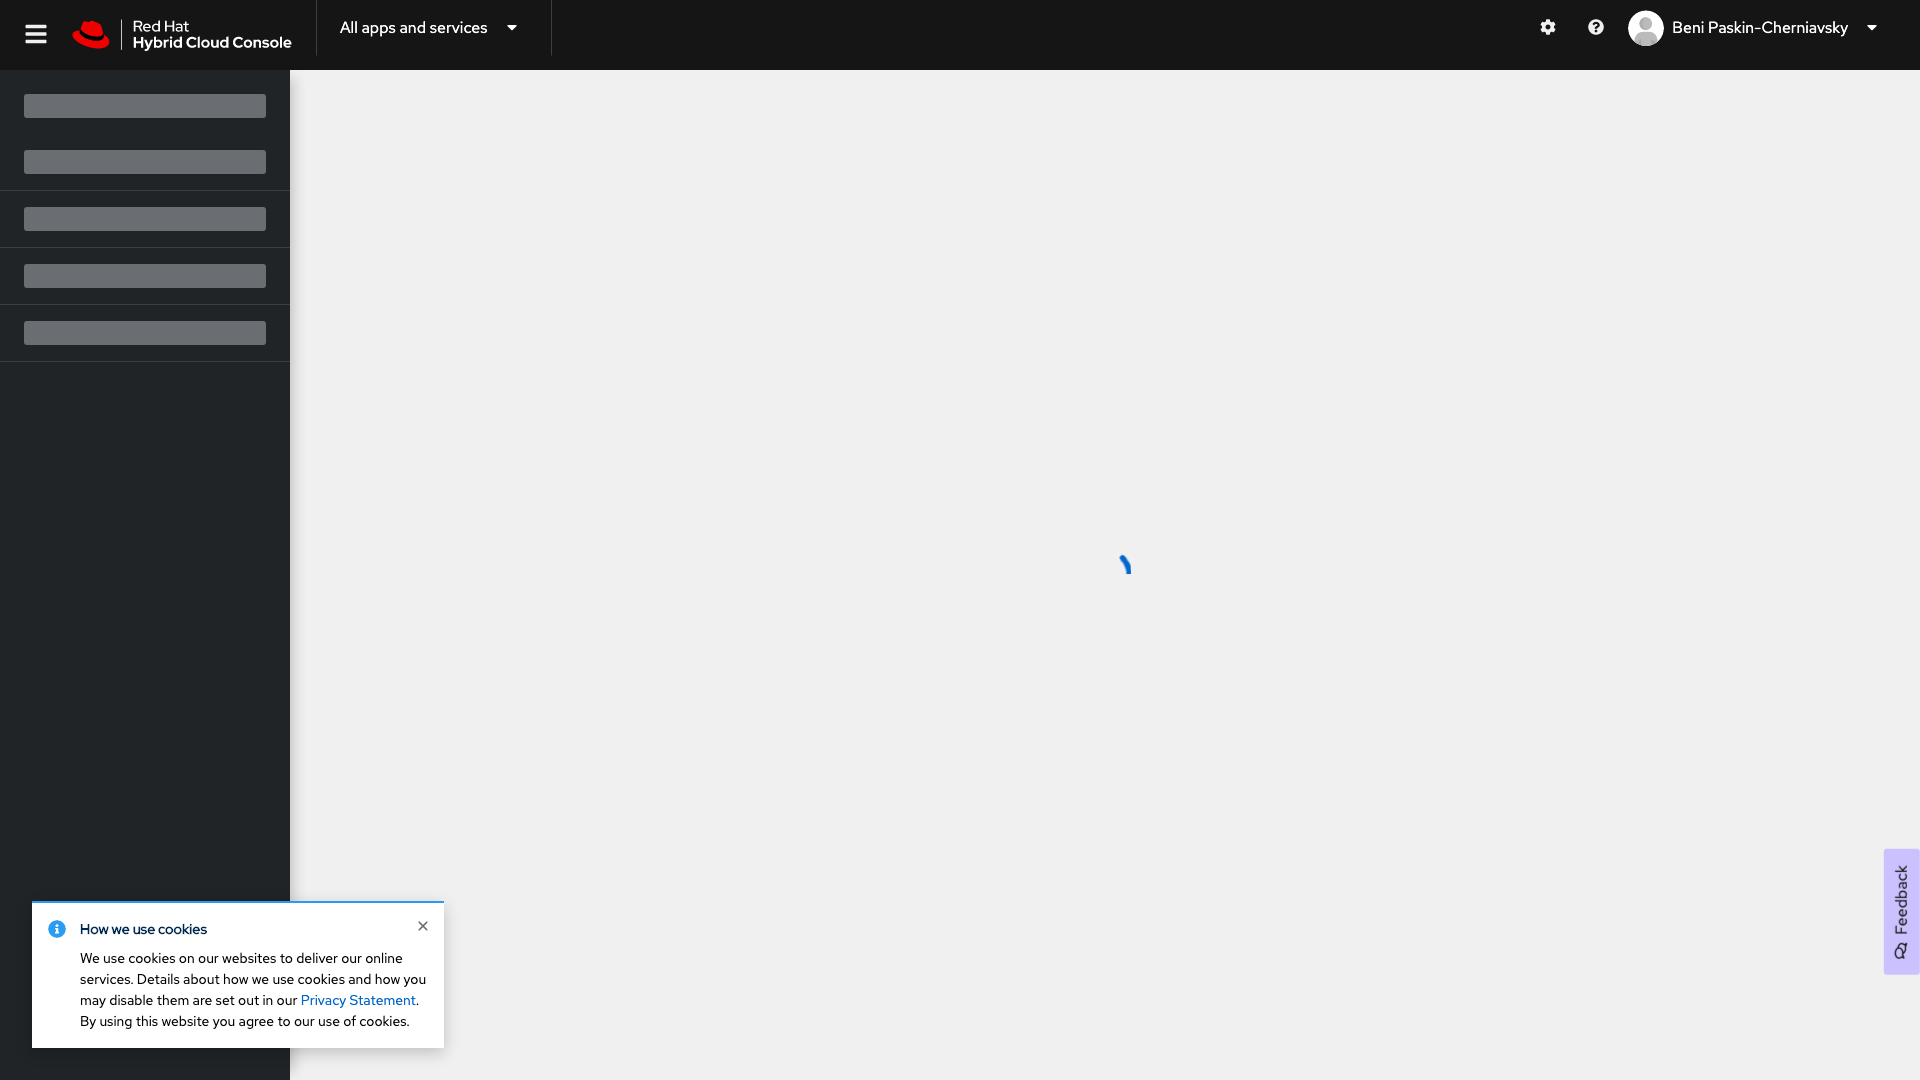 Red Hat
Hybrid Cloud Console
All apps and services
Beni Paskin-Cherniavsky
Feedback
How we use cookies
We use cookies on our websites to deliver our online
services. Details about how we use cookies and how you
may disable them are set out in our Privacy Statement.
By using this website you agree to our use of cookies.